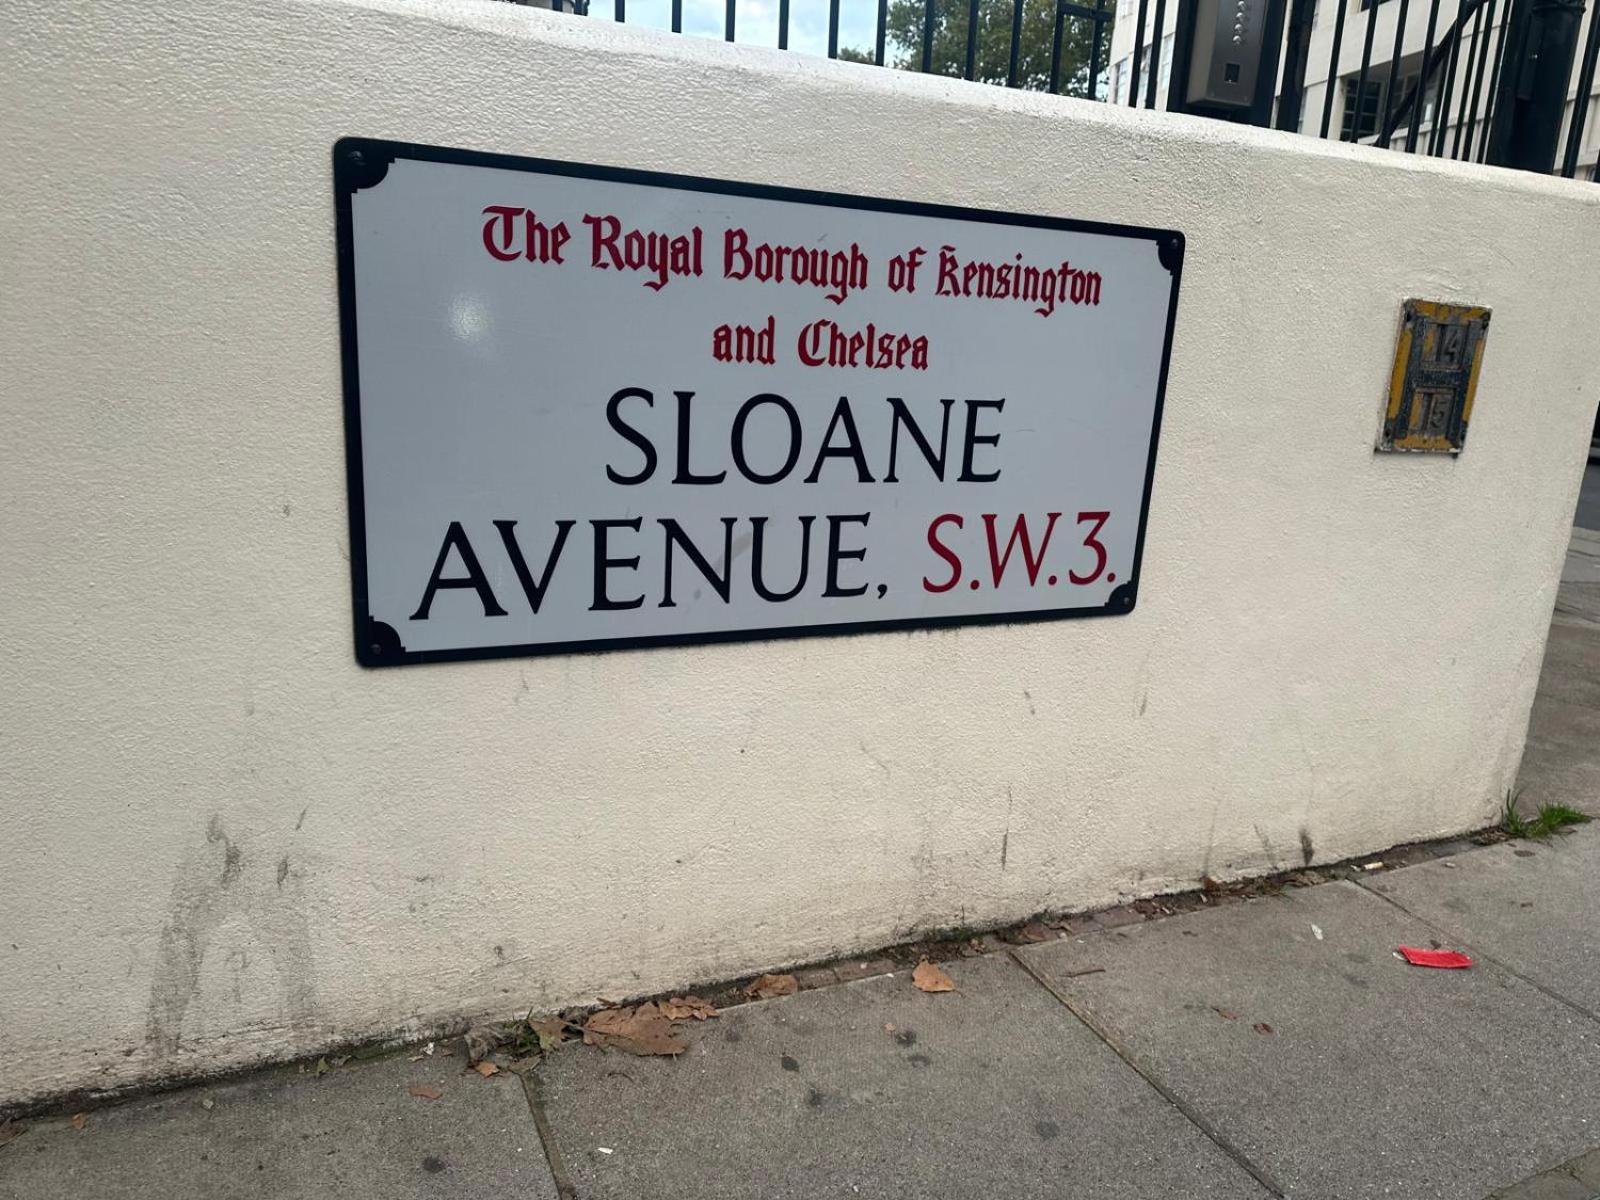 The Royal Borough of Kensington
and Chelsea
SLOANE
AVENUE, S.W.3.
14
15